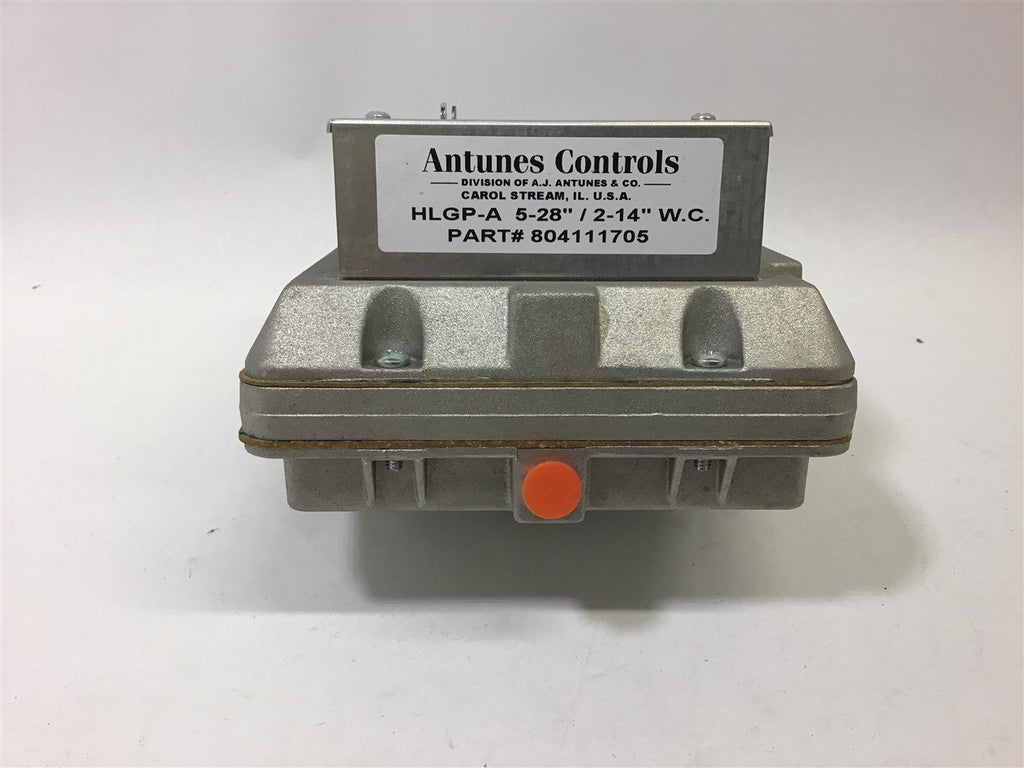 Antunes Controls
DIVISION OF A.J. ANTUNES & CO.
CAROL STREAM, IL. U.S.A.
HLGP-A 5-28" / 2-14" W.C.
PART# 804111705